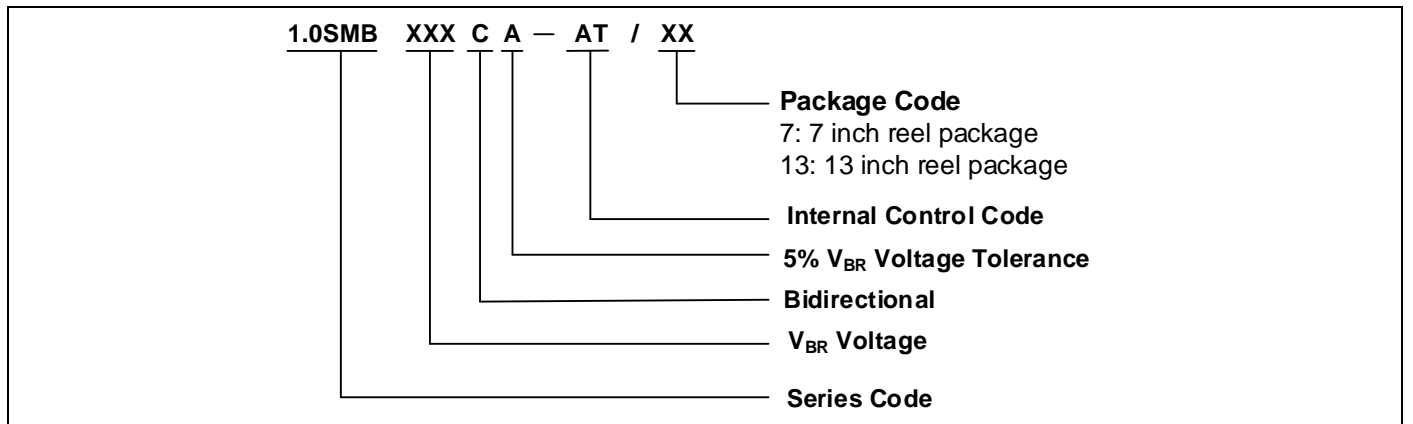 1.0SMB XXX C A — AT / XX
Package Code
7: 7 inch reel package
13: 13 inch reel package
Internal Control Code
5% VBR Voltage Tolerance
Bidirectional
VBR Voltage
Series Code